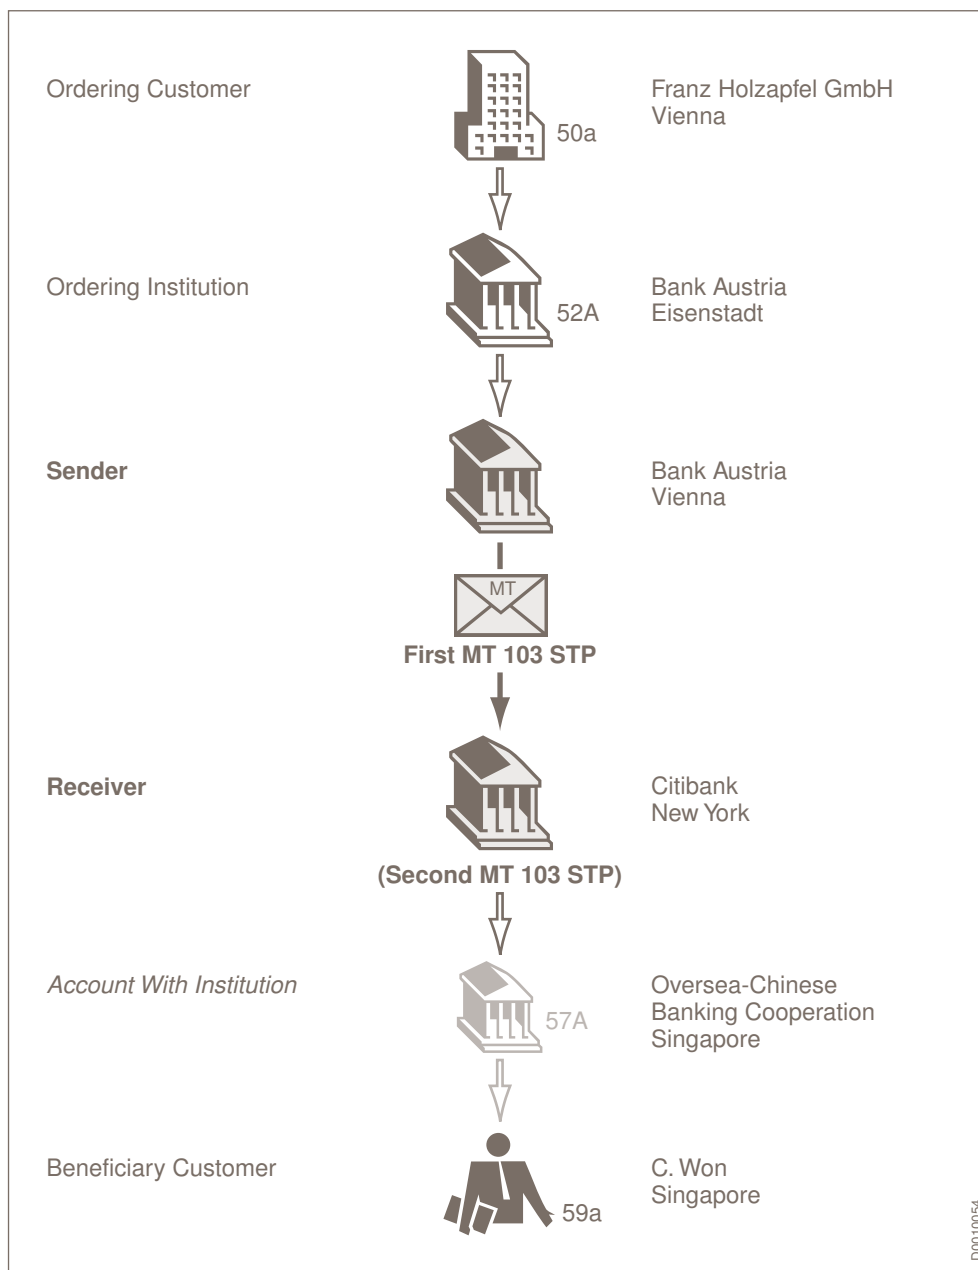 Ordering Customer
50a
Franz Holzapfel GmbH
Vienna
Ordering Institution
52A
Bank Austria
Eisenstadt
Sender
Bank Austria
Vienna
MT
First MT 103 STP
Receiver
Citibank
New York
(Second MT 103 STP)
Account With Institution
57A
Oversea-Chinese
Banking Cooperation
Singapore
Beneficiary Customer
59a
C. Won
Singapore
D0010054